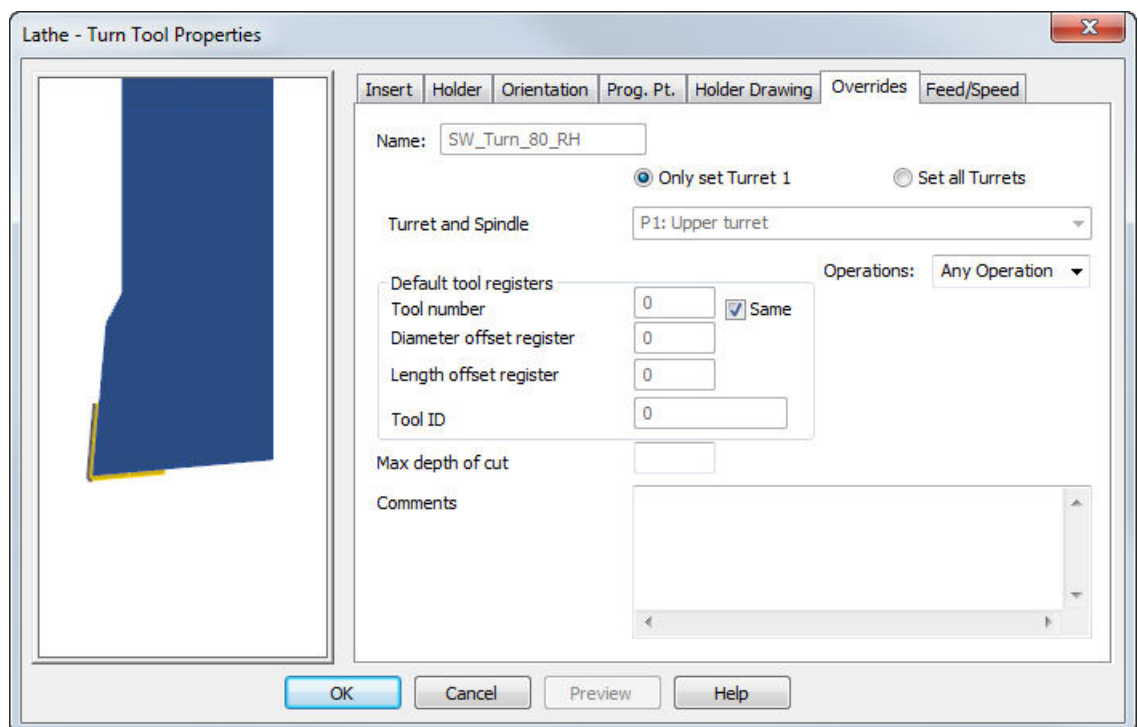 Lathe - Turn Tool Properties
Insert Holder Orientation Prog. Pt. Holder Drawing Overrides Feed/Speed
Name: SW_Turn_80_RH
Only set Turret 1 Set all Turrets
Turret and Spindle P1: Upper turret
Operations: Any Operation
Default tool registers
Tool number 0 Same
Diameter offset register 0
Length offset register 0
Tool ID 0
Max depth of cut
Comments
OK Cancel Preview Help